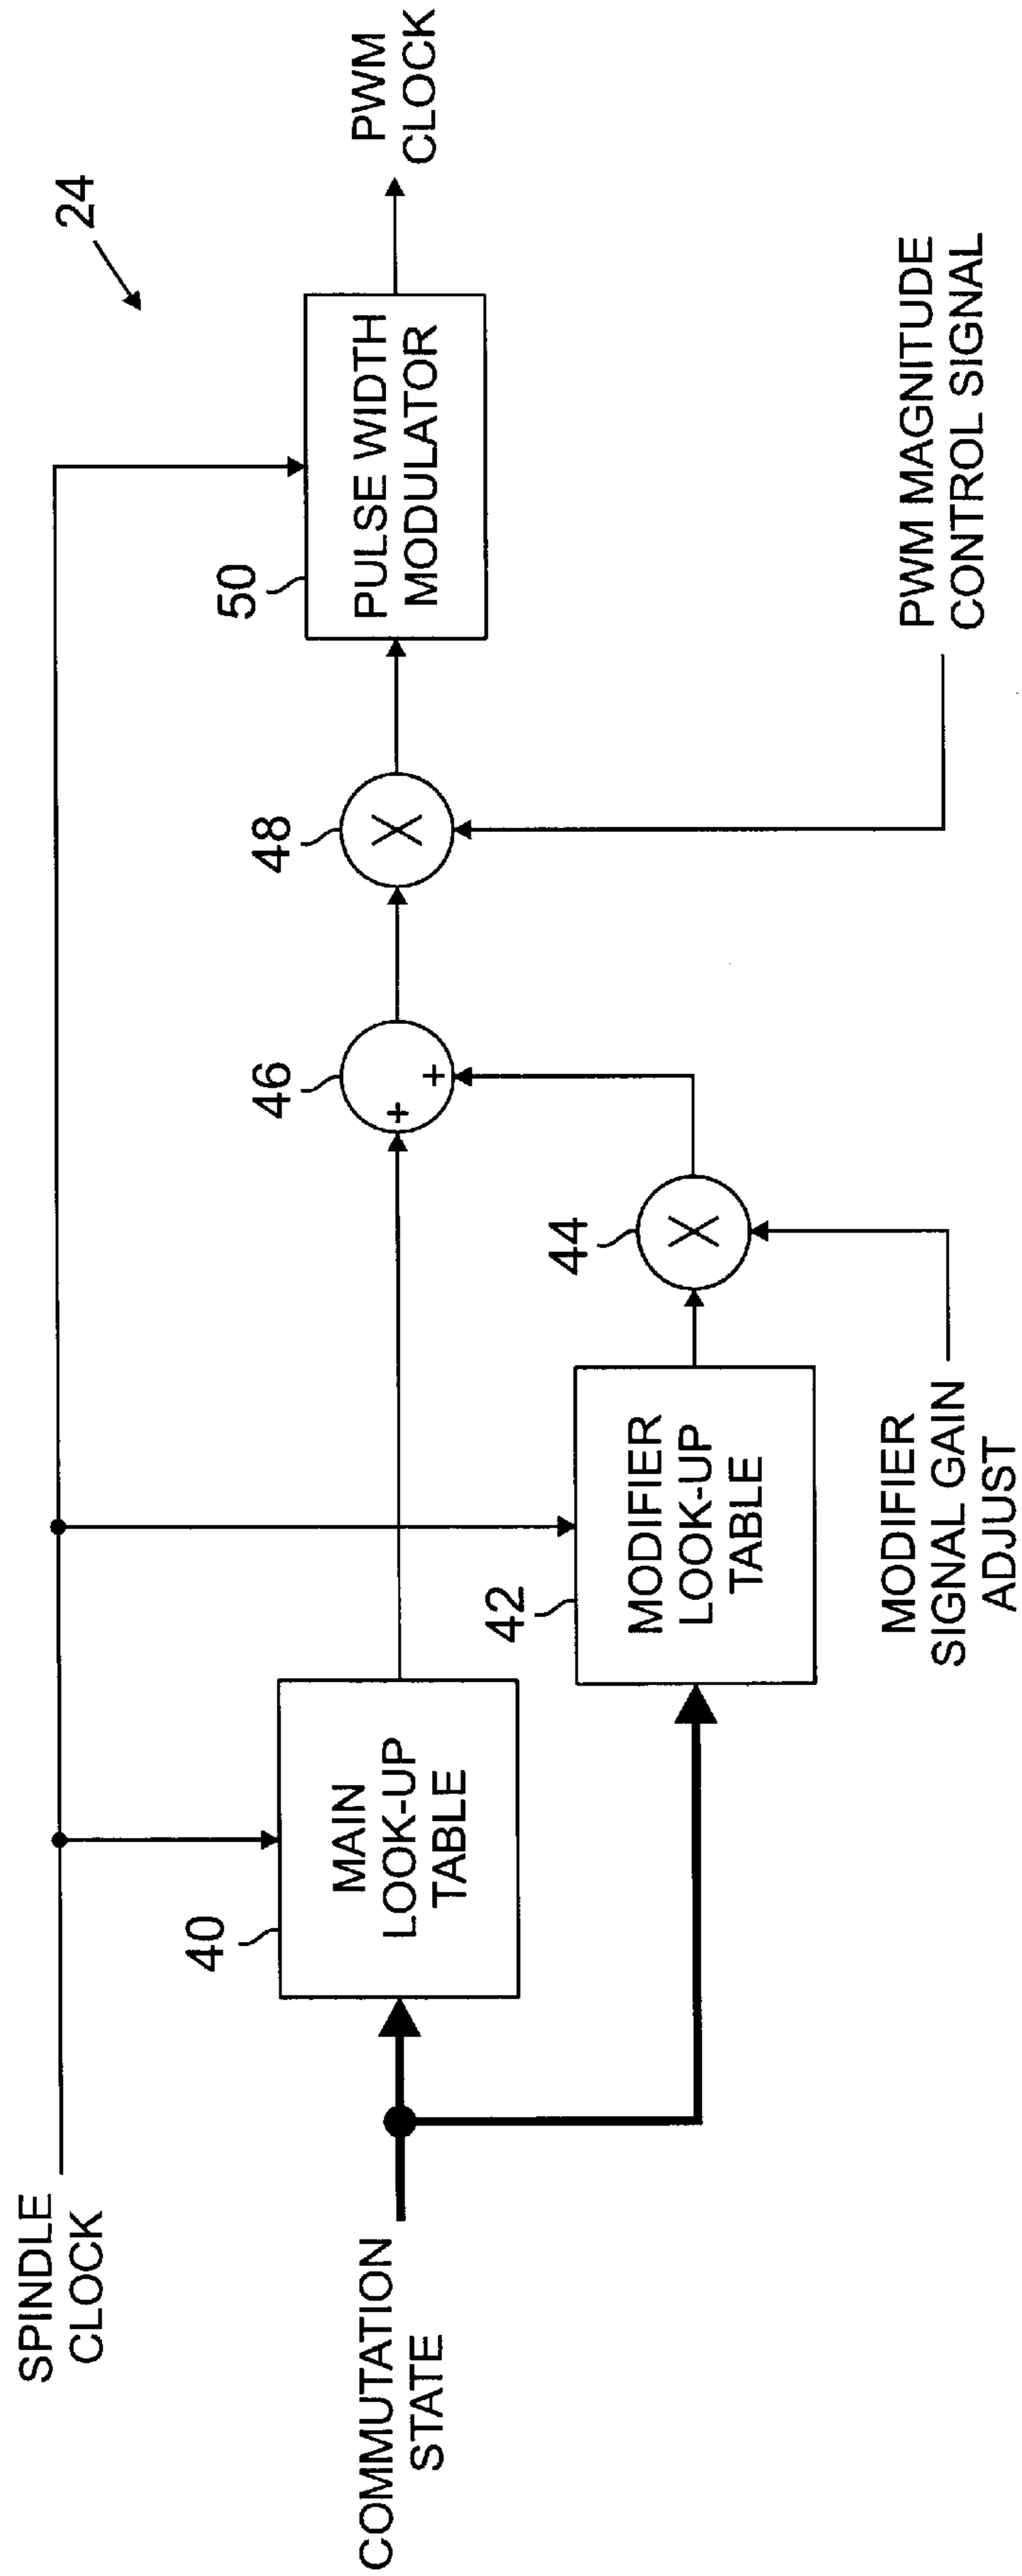 24
SPINDLE
CLOCK
COMMUTATION
STATE
40
MAIN
LOOK-UP
TABLE
42
MODIFIER
LOOK-UP
TABLE
MODIFIER
SIGNAL GAIN
ADJUST
44
X
46
+
+
48
X
50
PULSE WIDTH
MODULATOR
PWM
CLOCK
PWM MAGNITUDE
CONTROL SIGNAL